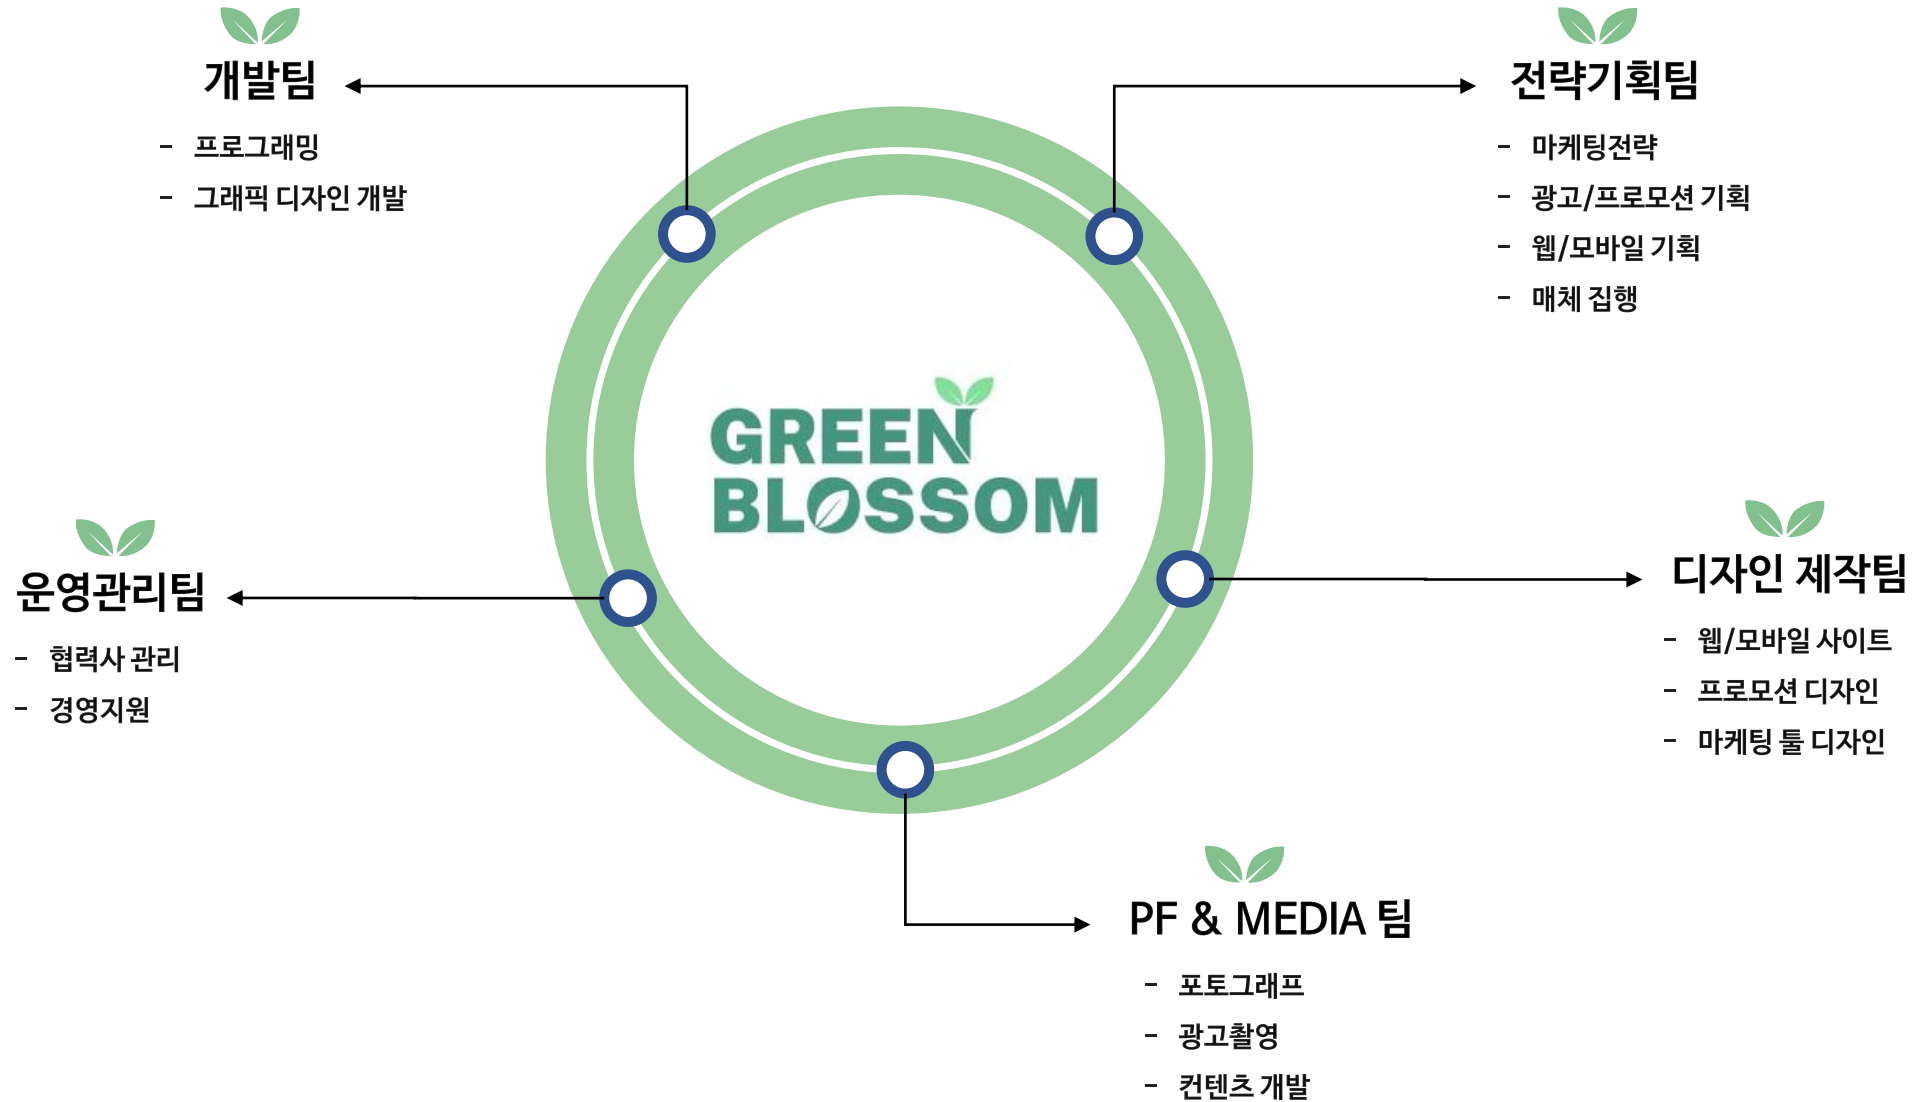 개발팀
- 프로그래밍
- 그래픽 디자인 개발
전략기획팀
- 마케팅전략
- 광고/프로모션 기획
- 웹/모바일 기획
- 매체 집행
GREEN
BLOSSOM
운영관리팀
- 협력사 관리
- 경영지원
디자인 제작팀
- 웹/모바일 사이트
- 프로모션 디자인
- 마케팅 툴 디자인
PF & MEDIA 팀
- 포토그래프
- 광고촬영
- 컨텐츠 개발